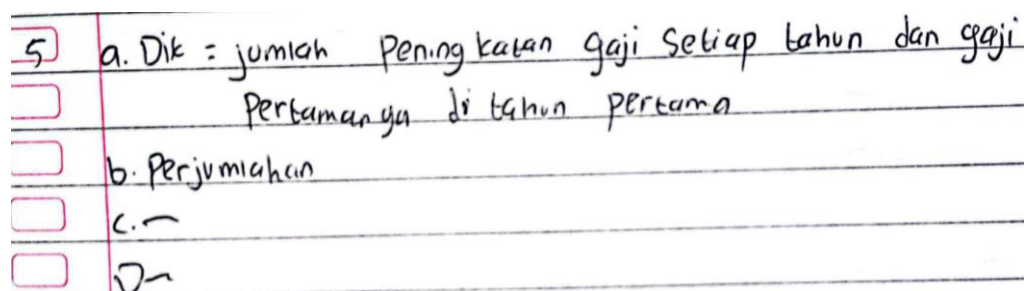 5 a. Dik = jumlah Peningkatan gaji Setiap tahun dan gaji
Pertamanya di tahun pertama
b. Perjumlahan
c. -
D -